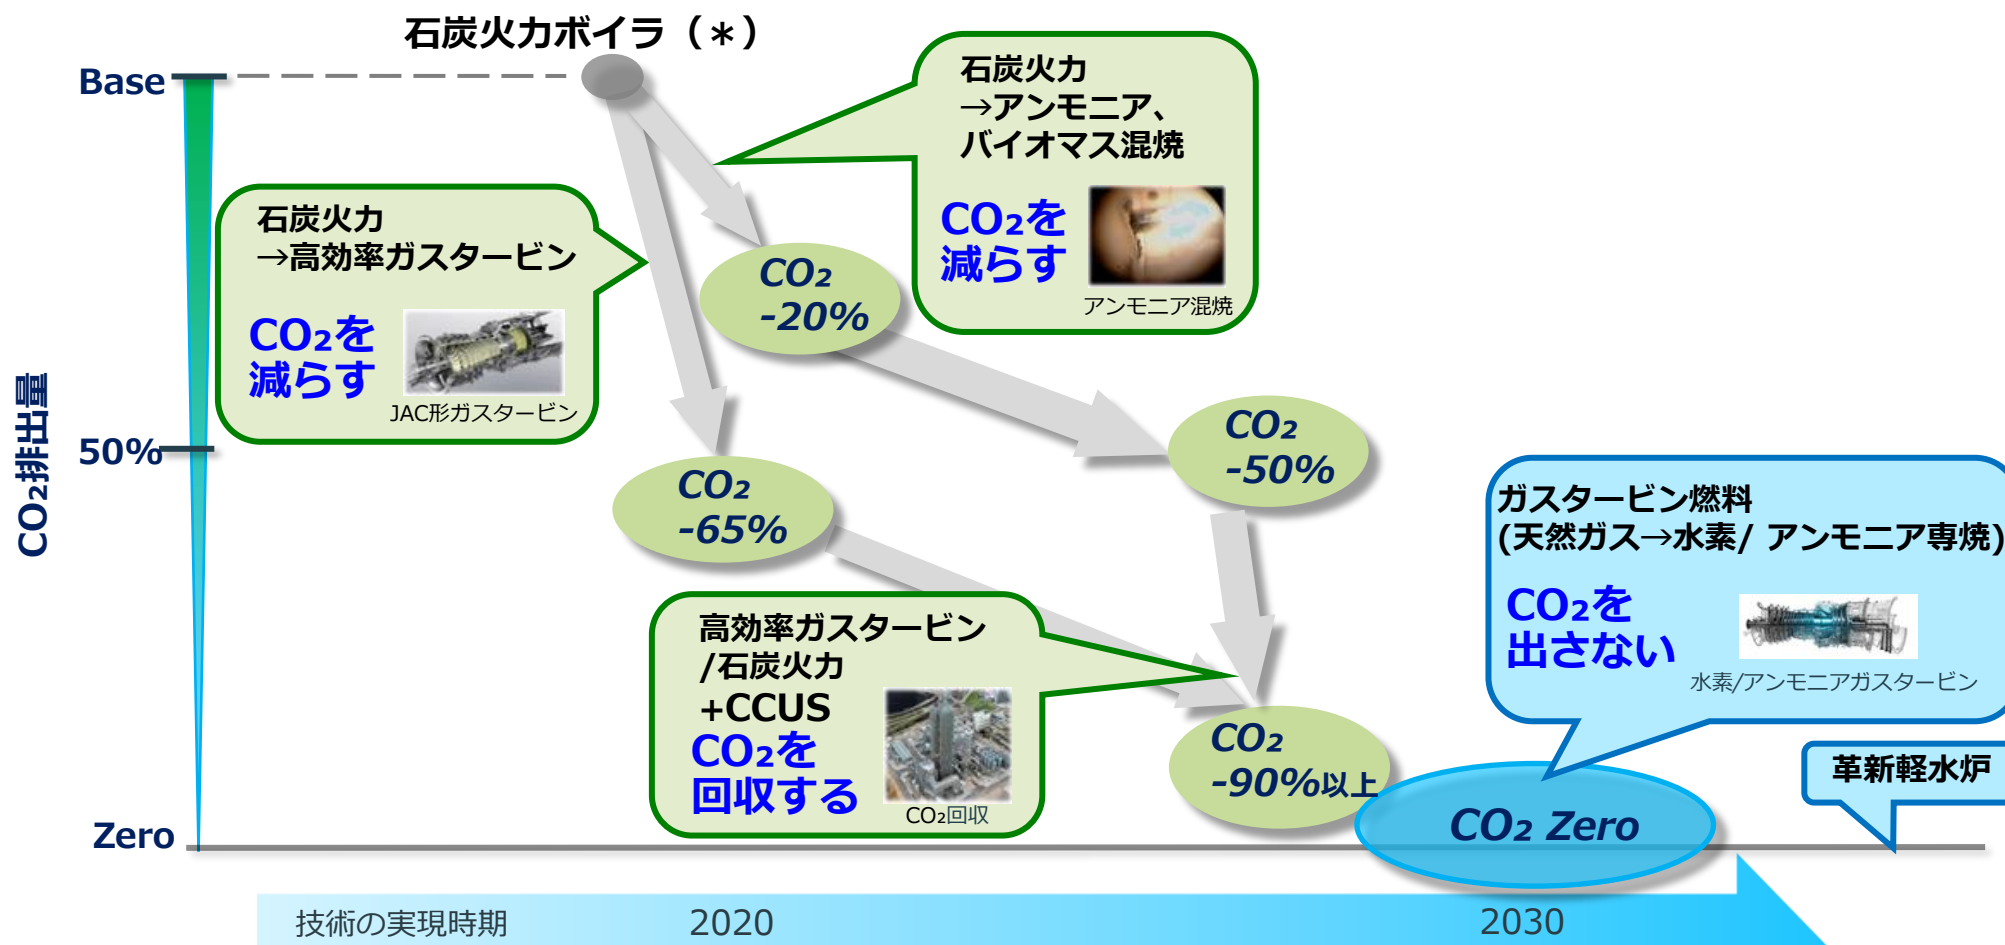 石炭火力ボイラ（＊）
Base
石炭火力
→アンモニア、
バイオマス混焼
CO₂を
減らす
アンモニア混焼
石炭火力
→高効率ガスタービン
CO₂を
減らす
JAC形ガスタービン
CO₂
-20%
CO₂排出量
50%
CO₂
-50%
CO₂
-65%
ガスタービン燃料
(天然ガス→水素/ アンモニア専焼)
CO₂を
出さない
水素/アンモニアガスタービン
高効率ガスタービン
/石炭火力
+CCUS
CO₂を
回収する
CO₂回収
CO₂
-90%以上
革新軽水炉
CO₂ Zero
Zero
技術の実現時期
2020
2030